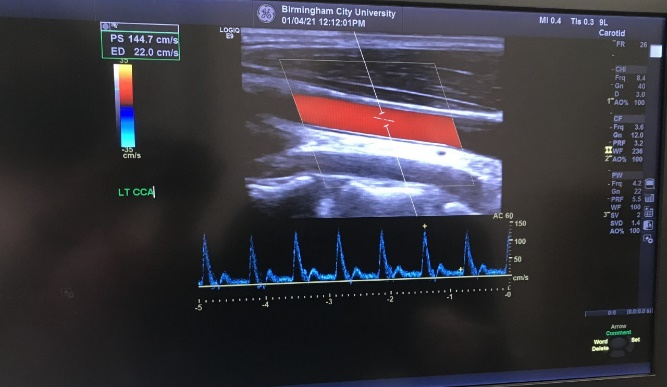 Birmingham City University
01/04/21 12:12:01PM
MI 0.4 TIs 0.3 9L
Carotid
LOGIQ
E9
PS 144.7 cm/s
ED 22.0 cm/s
35
-35
cm/s
LT CCA
FR 26
CHI
Frq 8.4
Gn 40
D 3.0
AO% 100
CF
Frq 3.6
Gn 12.0
PRF 3.2
WF 236
AO% 100
PW
Frq 4.2
Gn 22
PRF 5.5
WF 100
SV 2
SVD 1.4
AO% 100
1
2
3
AC 60
150
100
50
cm/s
-5 -4 -3 -2 -1 -0
Arrow
Comment
Word Set
Delete